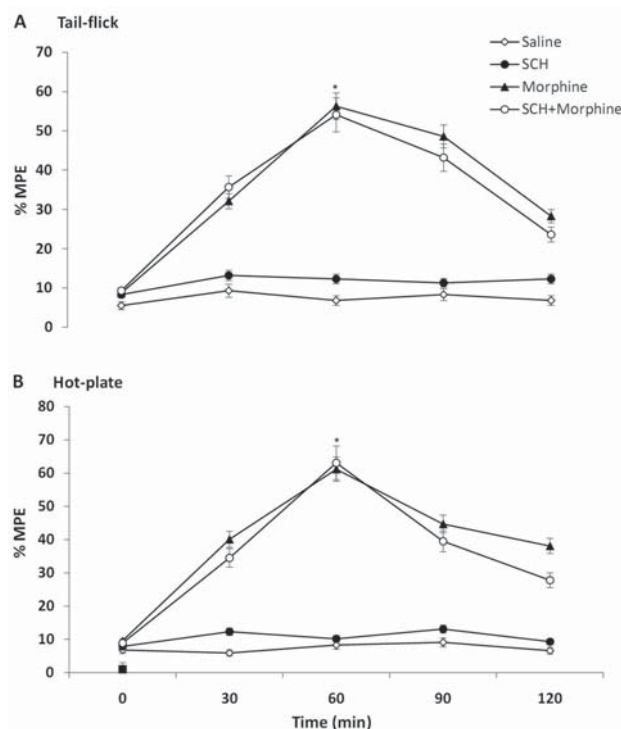 A Tail-flick
Saline
SCH
Morphine
SCH+Morphine
70
60
50
40
30
20
10
0
% MPE
*
B Hot-plate
80
70
60
50
40
30
20
10
0
% MPE
*
0 30 60 90 120
Time (min)